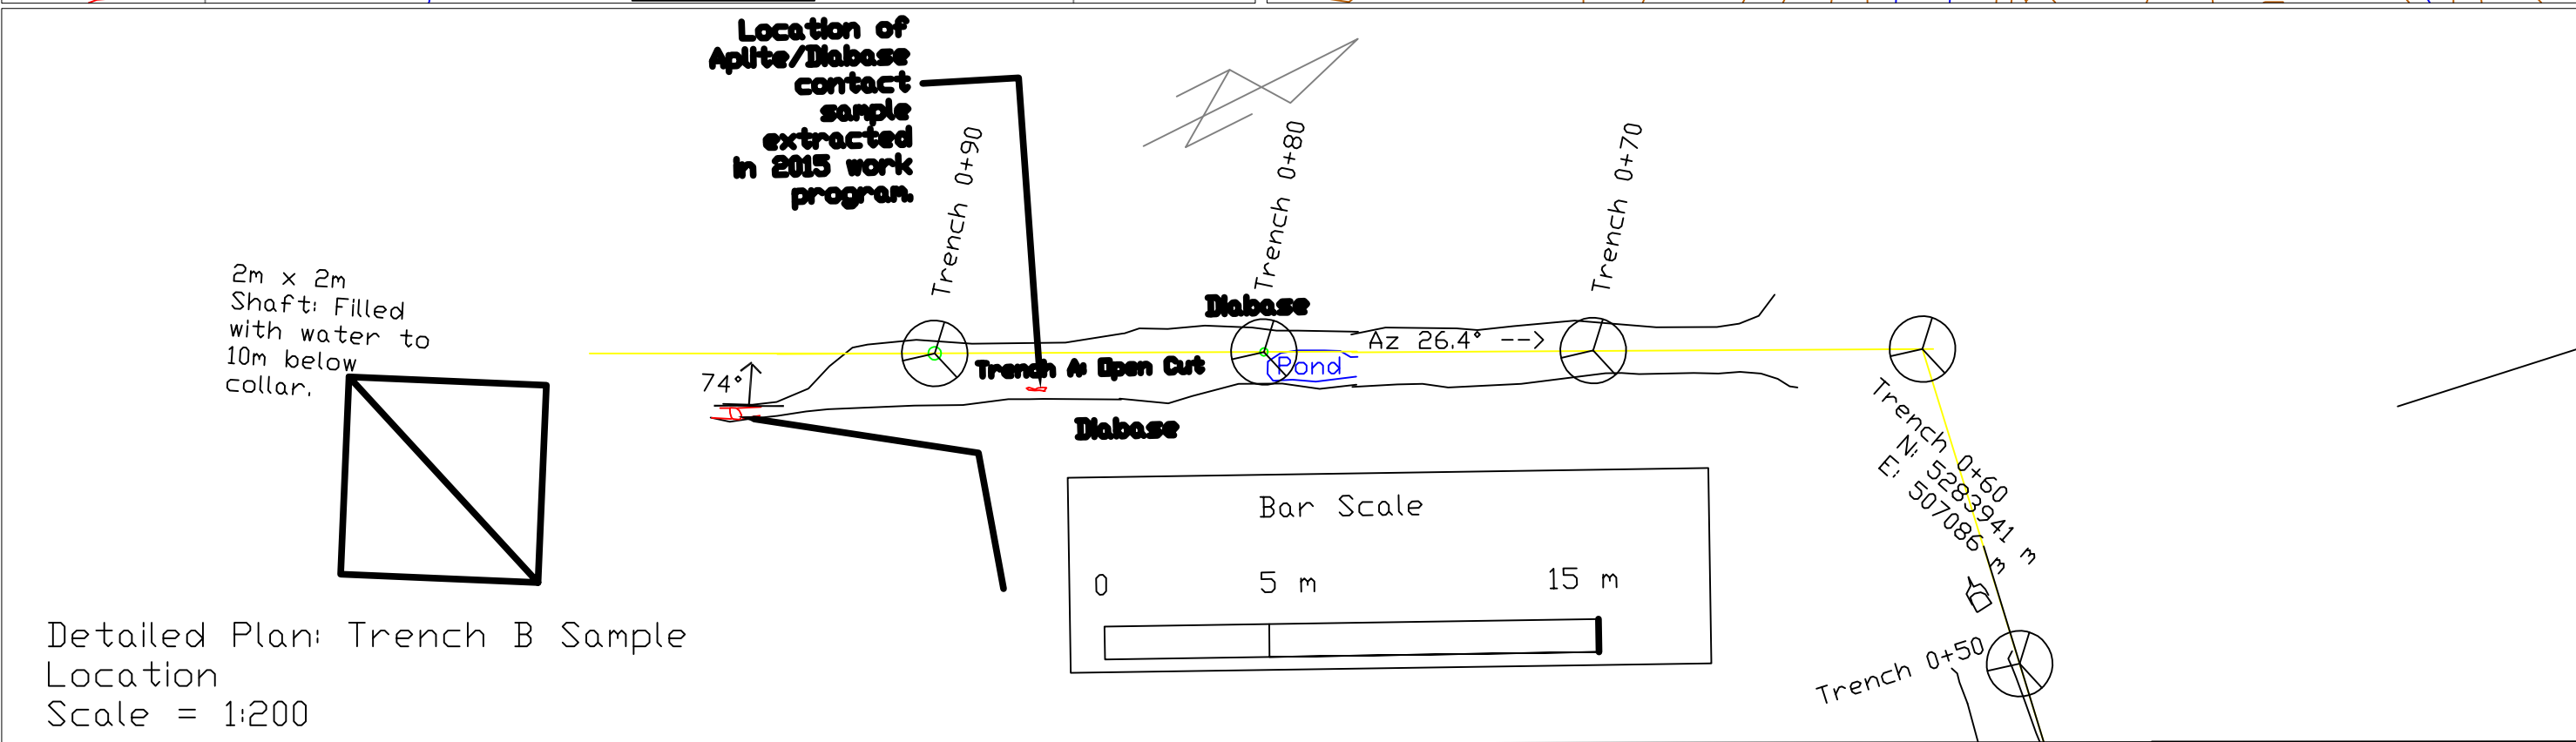 Location of
Aplite/Diabase
contact
sample
extracted
in 2015 work
program.
Trench 0+90
Trench 0+80
Trench 0+70
2m x 2m
Shaft: Filled
with water to
10m below
collar.
Diabase
Az 26.4° -->
Trench A: Open Cut
Pond
74°
Diabase
Trench 0+60
N: 5283941 m
E: 507086 m
Bar Scale
0 5 m 15 m
Trench 0+50
Detailed Plan: Trench B Sample
Location
Scale = 1:200